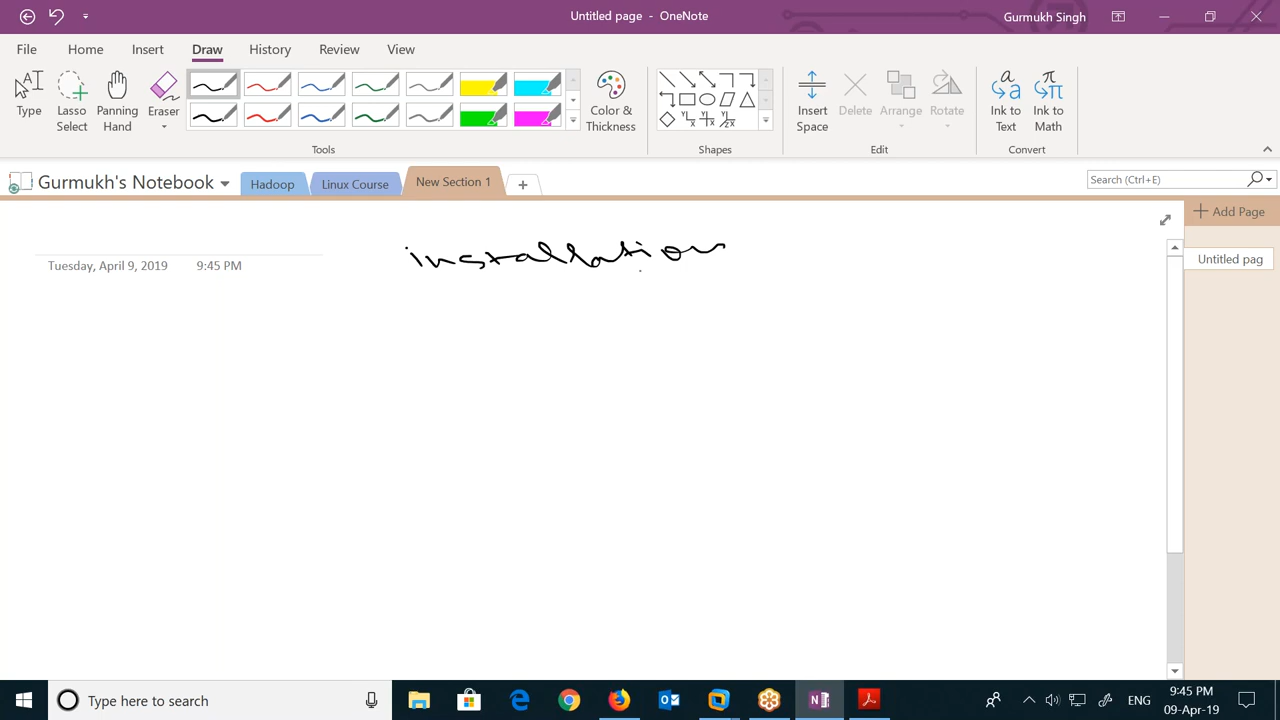 Untitled page - OneNote
Gurmukh Singh
File Home Insert Draw History Review View
Type
Lasso Select
Panning Hand
Eraser
Color & Thickness
Insert Space
Delete
Arrange
Rotate
Ink to Text
Ink to Math
Tools Shapes Edit Convert
Gurmukh's Notebook Hadoop Linux Course New Section 1 Search (Ctrl+E)
Add Page
installation
Tuesday, April 9, 2019 9:45 PM
Untitled pag
Type here to search
ENG
9:45 PM
09-Apr-19